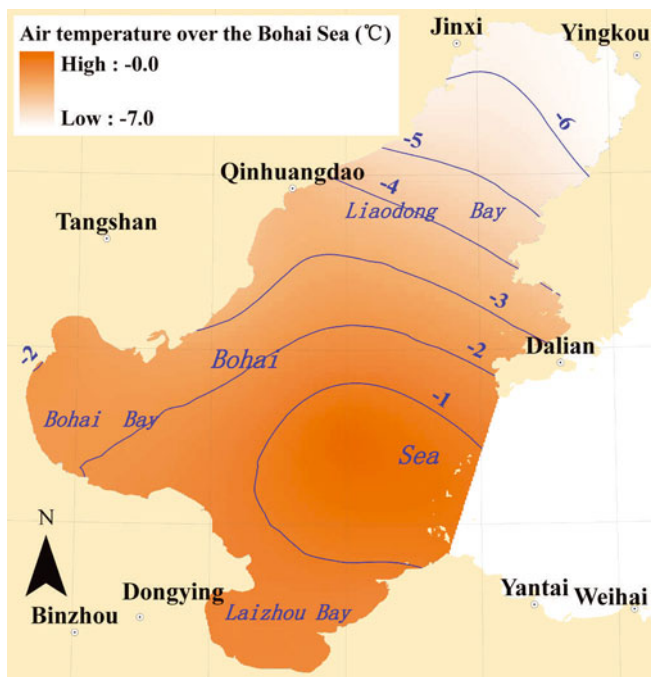 Air temperature over the Bohai Sea (℃)
High : -0.0
Low : -7.0
Jinxi
Yingkou
-6
-5
Qinhuangdao
-4
Liaodong Bay
Tangshan
-3
-2
Bohai
-2
Dalian
-1
Bohai Bay
Sea
N
Dongying
Yantai
Weihai
Binzhou
Laizhou Bay